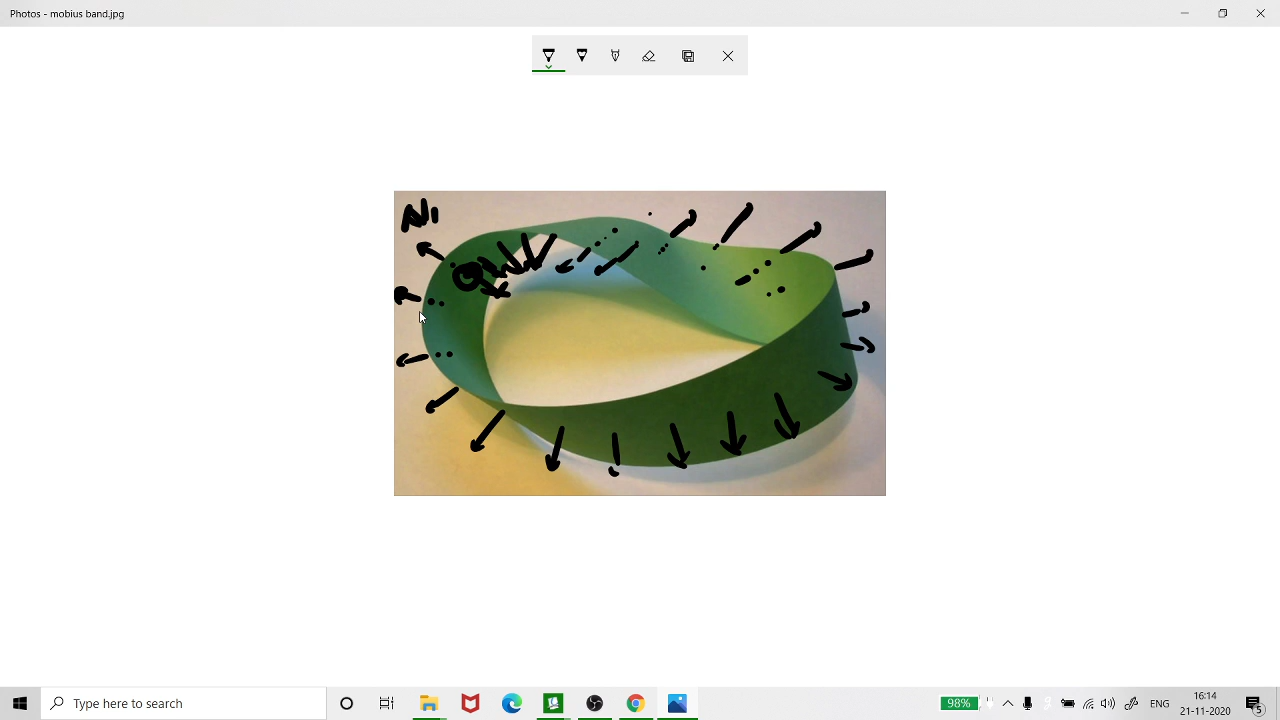 Photos - mobius band.jpg
Type here to search
98%
ENG
16:14
21-11-2020